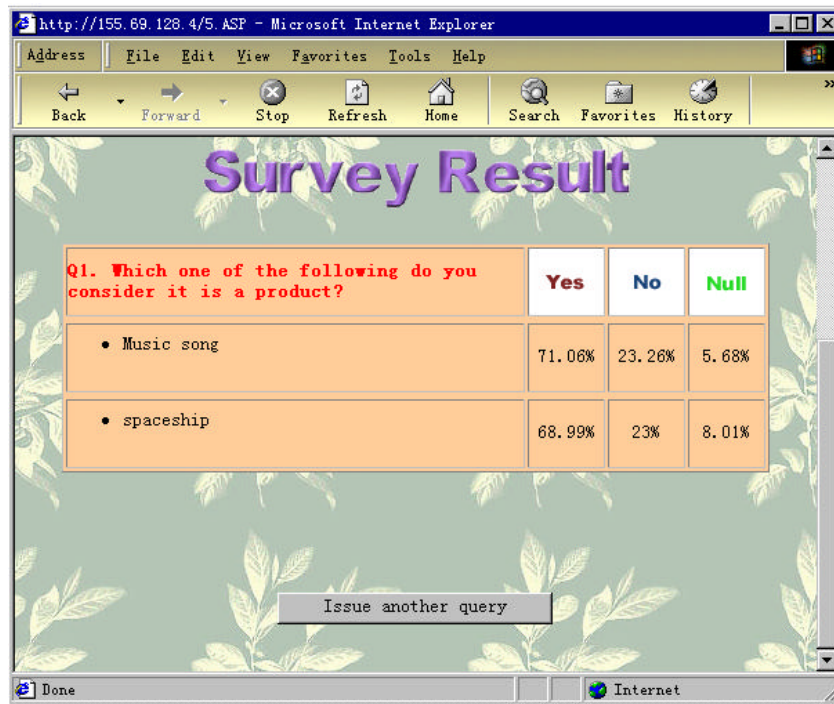 http://155.69.128.4/5.ASP - Microsoft Internet Explorer
Address File Edit View Favorites Tools Help
Back Forward Stop Refresh Home Search Favorites History »
Survey Result
Q1. Which one of the following do you
consider it is a product?
Yes No Null
• Music song
71.06% 23.26% 5.68%
• spaceship
68.99% 23% 8.01%
Issue another query
Done Internet